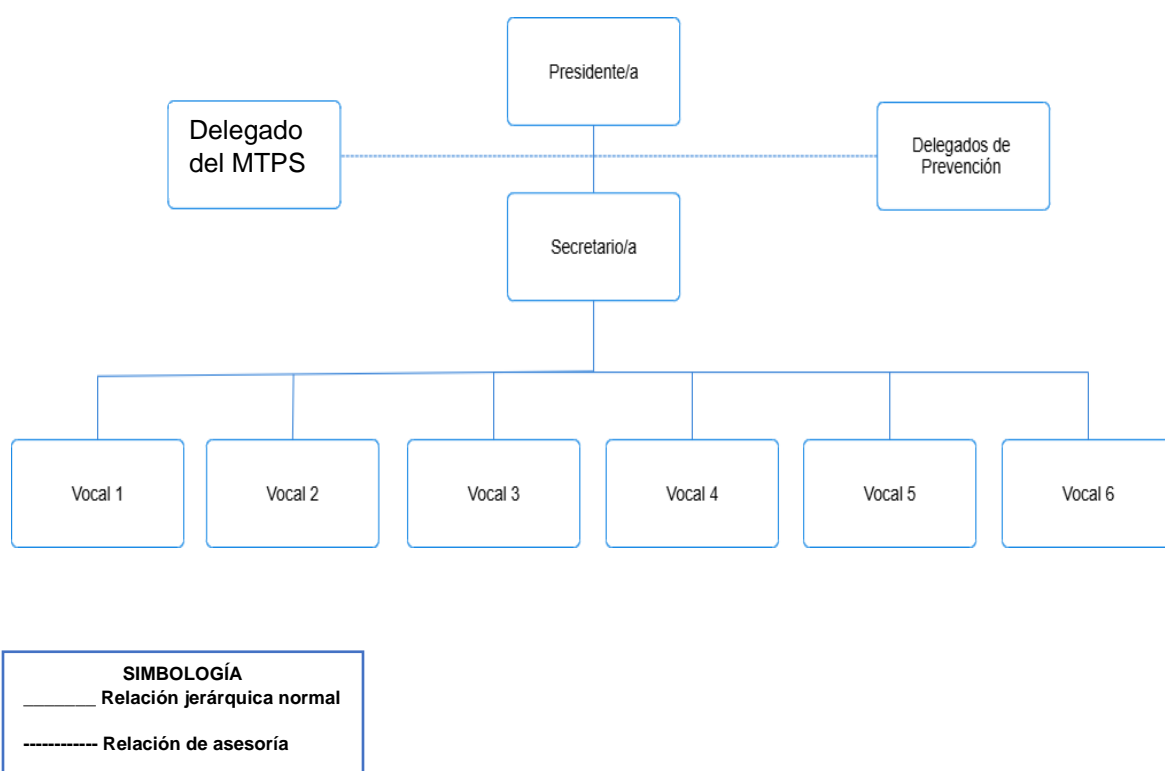 Presidente/a
Delegado
del MTPS
Delegados de
Prevención
Secretario/a
Vocal 1
Vocal 2
Vocal 3
Vocal 4
Vocal 5
Vocal 6
SIMBOLOGÍA
_______ Relación jerárquica normal
------------ Relación de asesoría